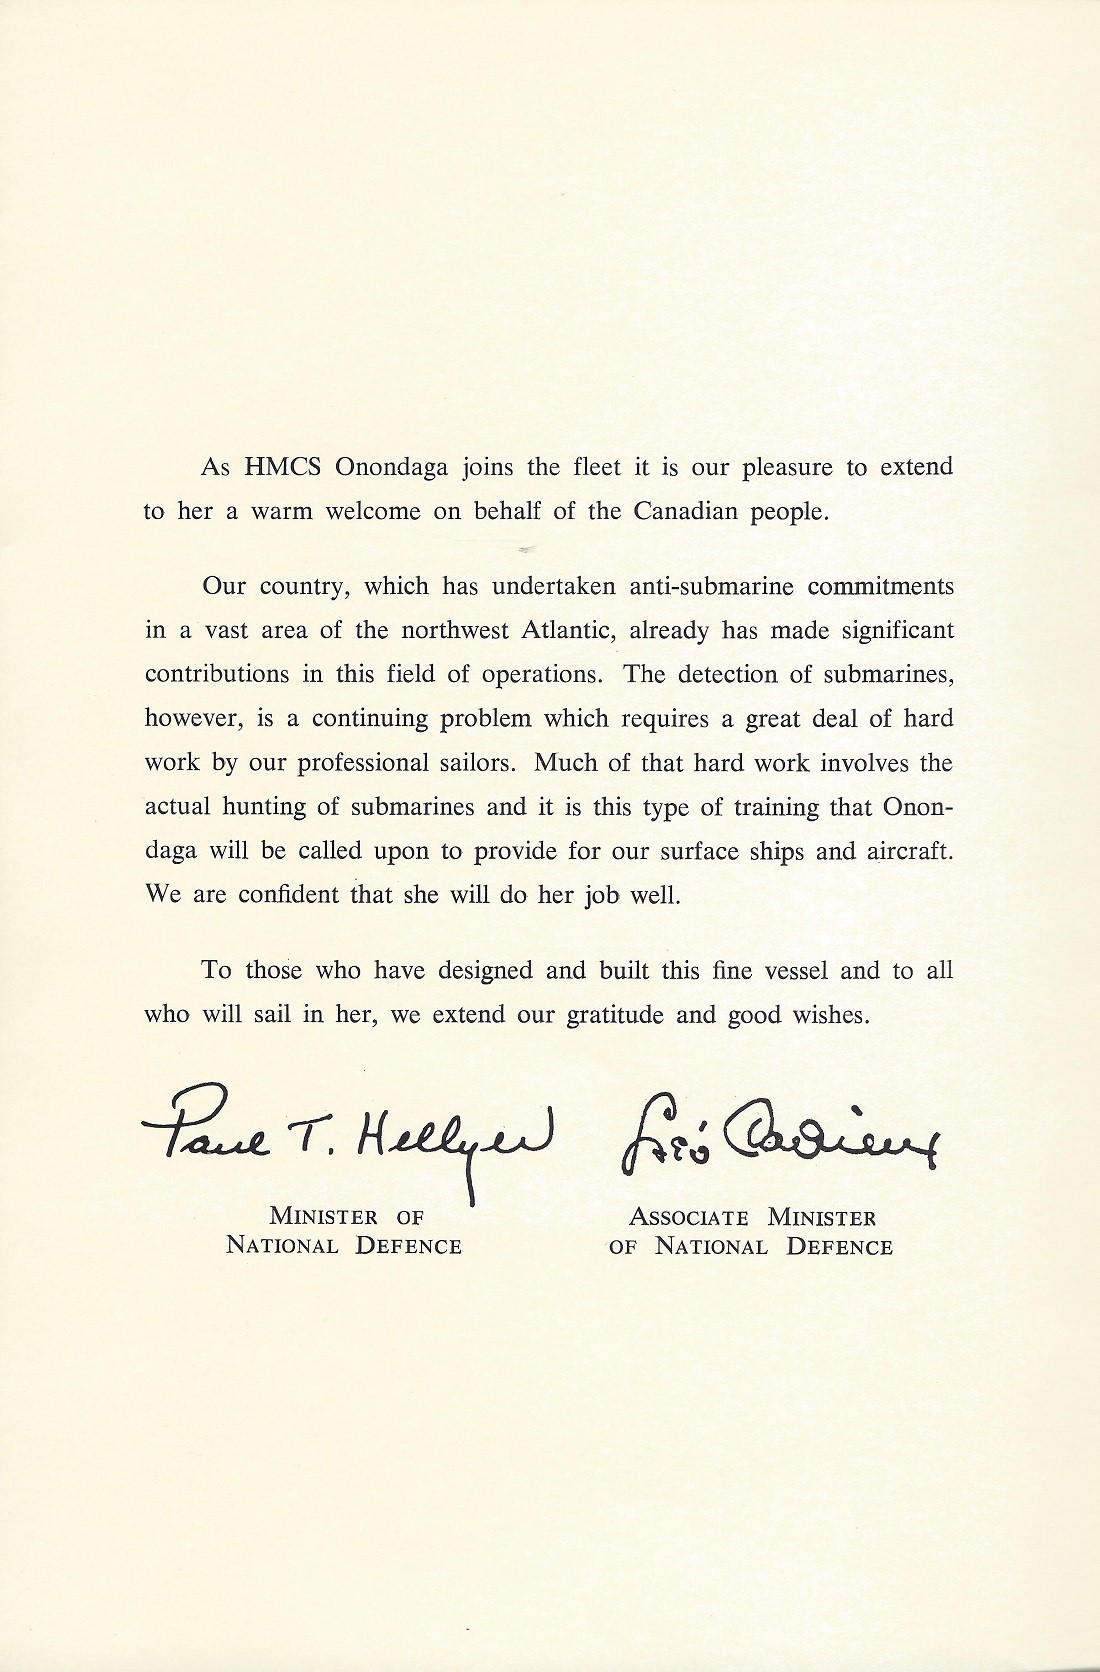 As HMCS Onondaga joins the fleet it is our pleasure to extend
to her a warm welcome on behalf of the Canadian people.
Our country, which has undertaken anti-submarine commitments
in a vast area of the northwest Atlantic, already has made significant
contributions in this field of operations. The detection of submarines,
however, is a continuing problem which requires a great deal of hard
work by our professional sailors. Much of that hard work involves the
actual hunting of submarines and it is this type of training that Onon-
daga will be called upon to provide for our surface ships and aircraft.
We are confident that she will do her job well.
To those who have designed and built this fine vessel and to all
who will sail in her, we extend our gratitude and good wishes.
Paul T. Hellyer
Léo Cadieux
MINISTER OF
NATIONAL DEFENCE
ASSOCIATE MINISTER
OF NATIONAL DEFENCE